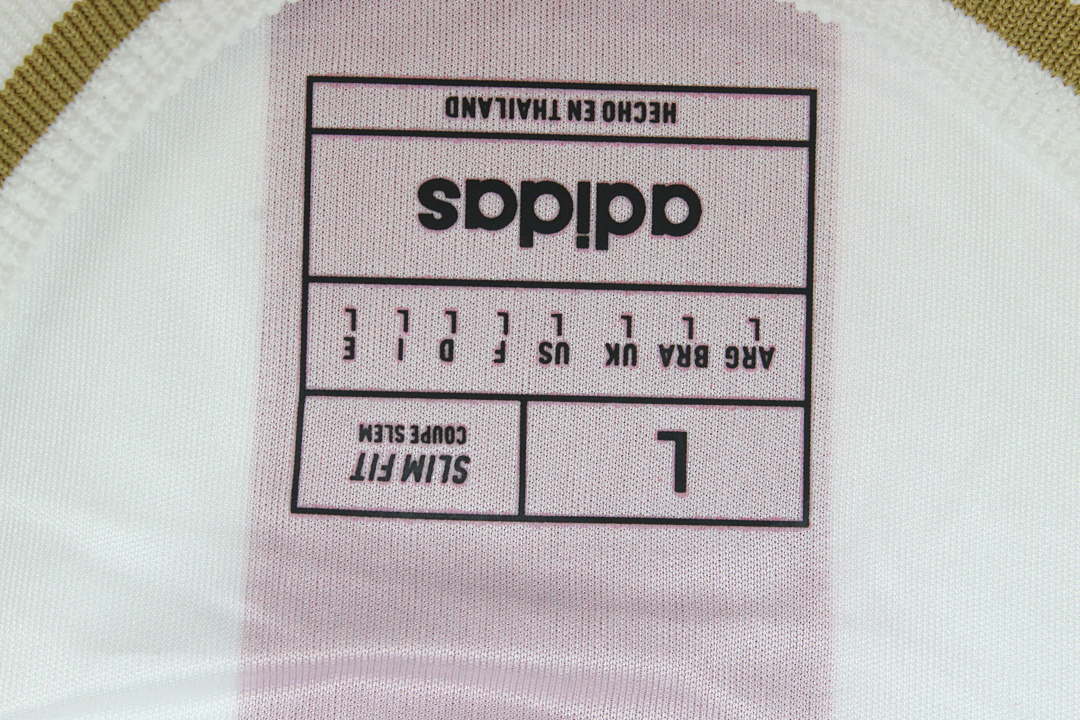 L
SLIM FIT
COUPE SLEM
ARG BRA UK US F D I E
L L L L L L L L
adidas
HECHO EN THAILAND